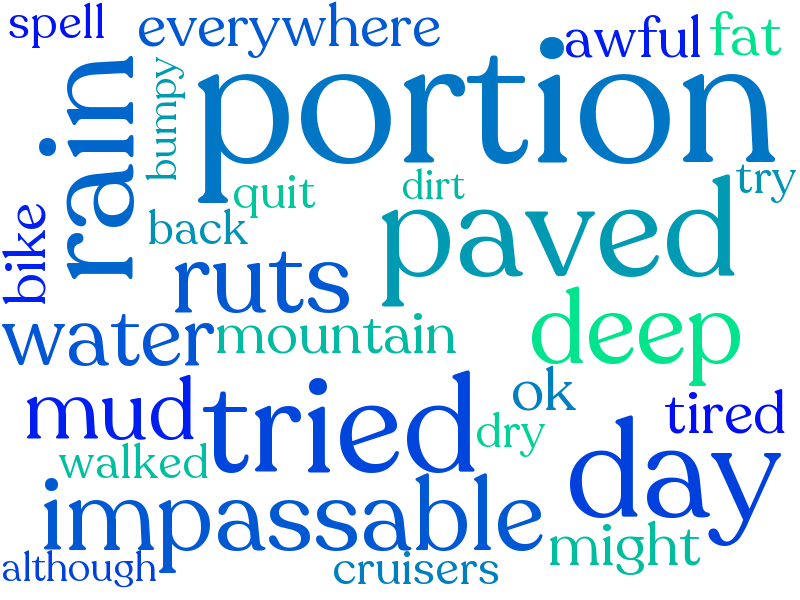 spell
everywhere
awful
fat
rain
bumpy
portion
quit
dirt
try
bike
back
paved
ruts
water
mountain
deep
mud
tried
ok
dry
tired
walked
day
impassable
might
although
cruisers